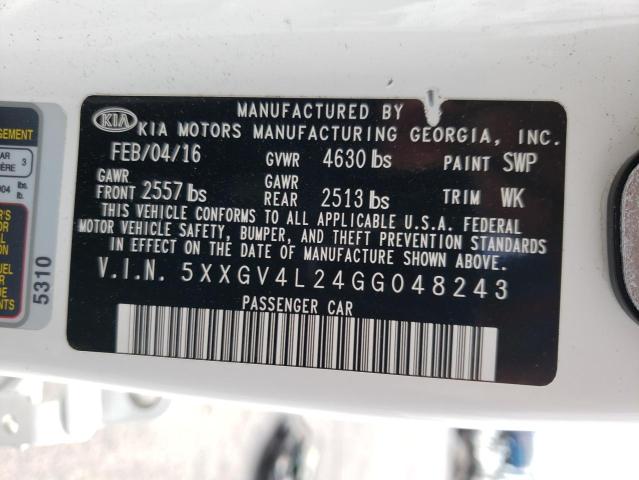 MANUFACTURED BY
KIA KIA MOTORS MANUFACTURING GEORGIA, INC.
FEB/04/16 GVWR 4630 lbs PAINT SWP
GAWR FRONT 2557 lbs GAWR REAR 2513 lbs TRIM WK
THIS VEHICLE CONFORMS TO ALL APPLICABLE U.S.A. FEDERAL
MOTOR VEHICLE SAFETY, BUMPER, AND THEFT PREVENTION STANDARDS
IN EFFECT ON THE DATE OF MANUFACTURE SHOWN ABOVE.
V.I.N. 5XXGV4L24GG048243
PASSENGER CAR
5310